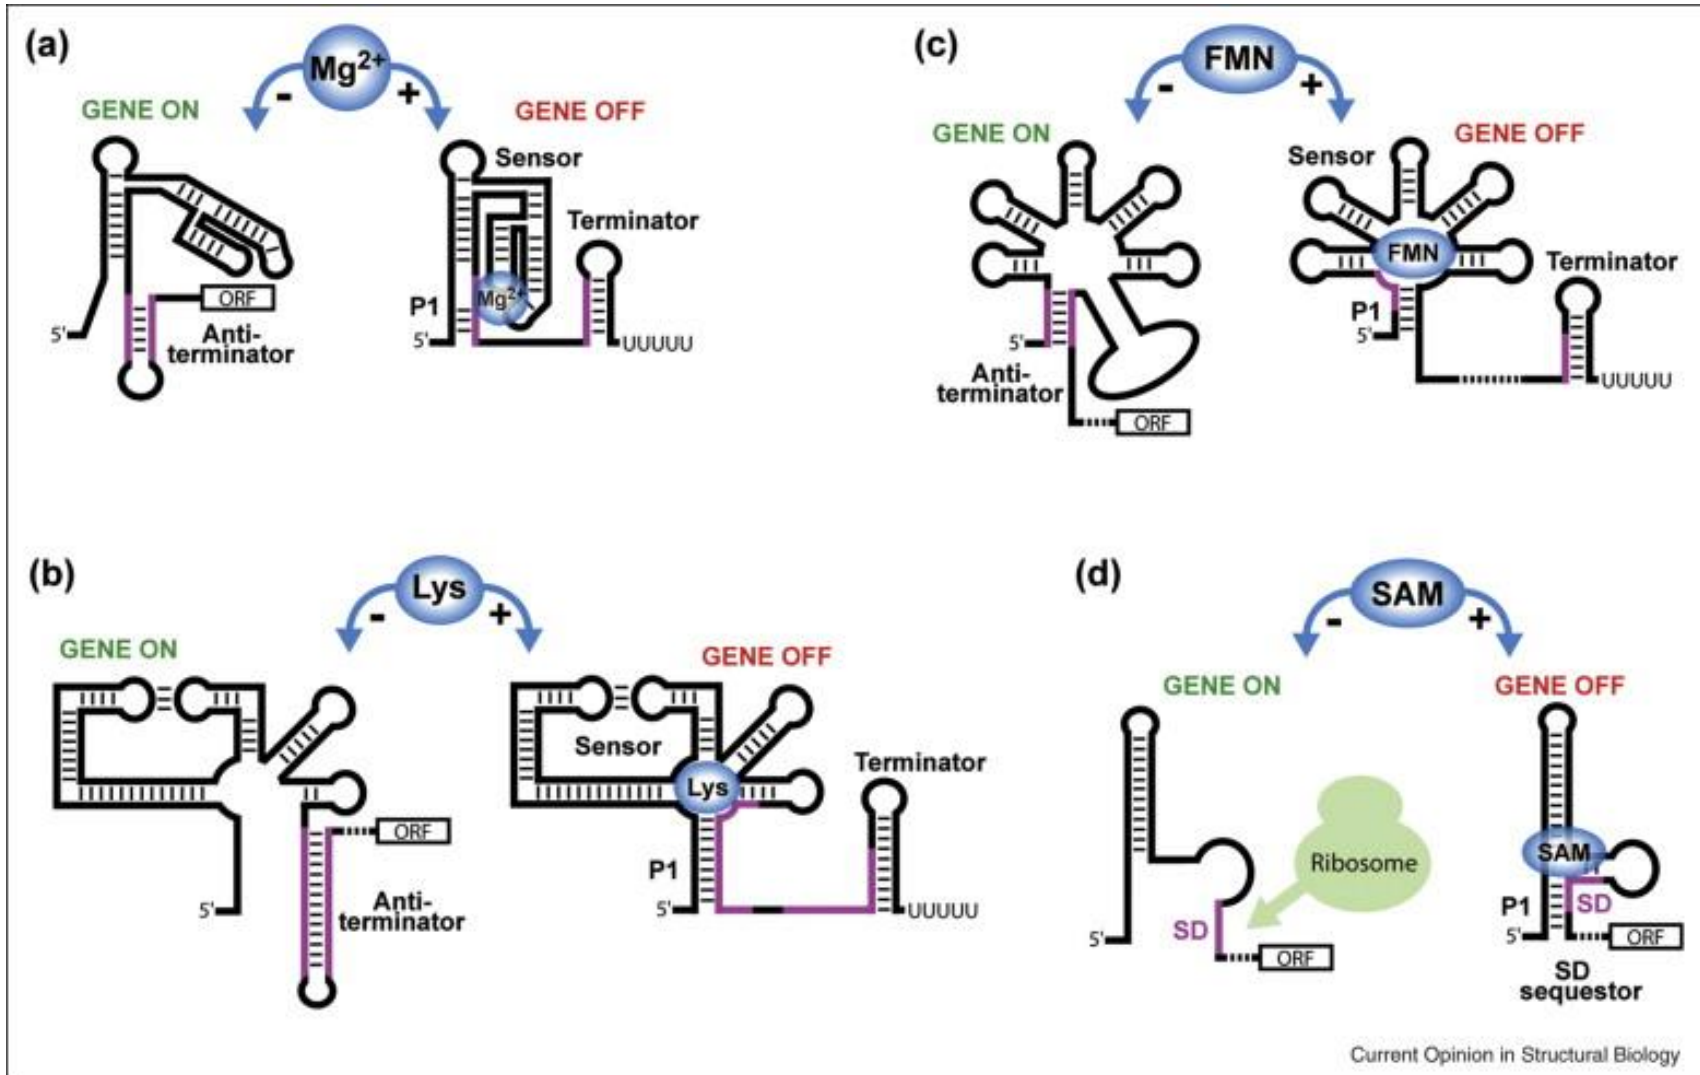 (a)
Mg2+
-
+
GENE ON
GENE OFF
Sensor
Terminator
ORF
Mg2+
P1
5'
Anti-
terminator
5'
UUUUU
(c)
FMN
-
+
GENE ON
GENE OFF
Sensor
FMN
Terminator
P1
5'
5'
Anti-
terminator
UUUUU
ORF
(b)
Lys
-
+
GENE ON
GENE OFF
Sensor
Terminator
Lys
ORF
P1
5'
Anti-
terminator
5'
UUUUU
(d)
SAM
-
+
GENE ON
GENE OFF
Ribosome
SAM
SD
P1
SD
5'
ORF
5'
ORF
SD
sequestor
Current Opinion in Structural Biology